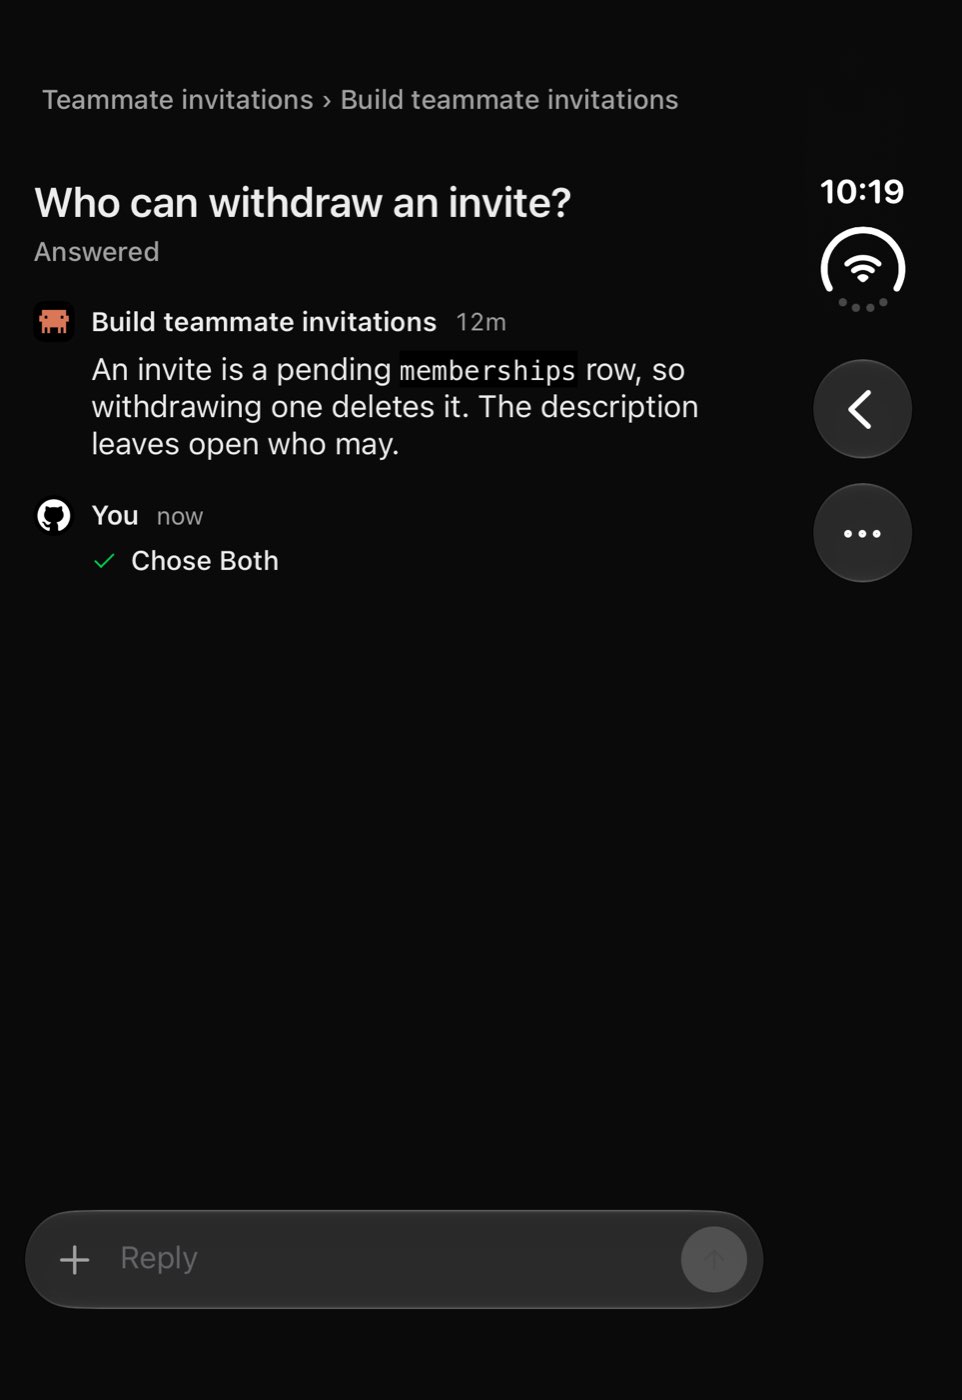 Teammate invitations › Build teammate invitations
10:19
Who can withdraw an invite?
Answered
Build teammate invitations 12m
An invite is a pending memberships row, so
withdrawing one deletes it. The description
leaves open who may.
You now
Chose Both
Reply